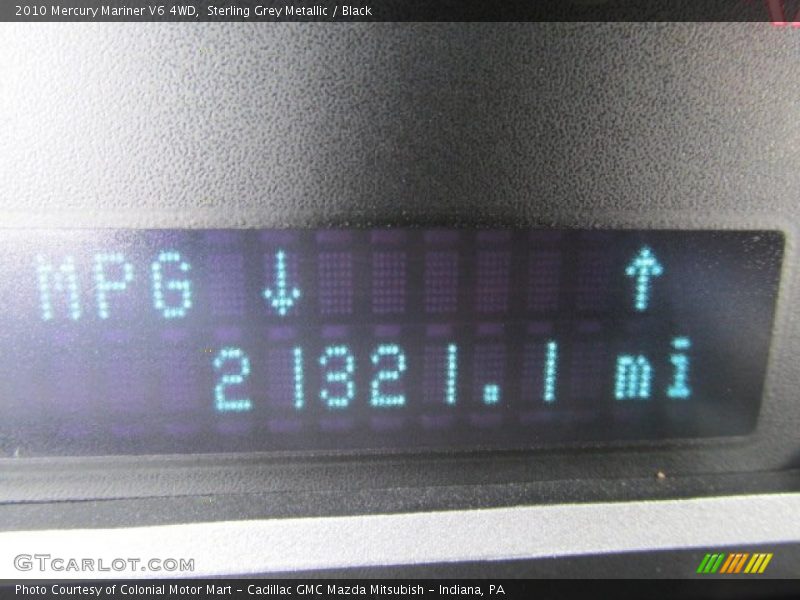 2010 Mercury Mariner V6 4WD, Sterling Grey Metallic / Black
MPG ↓ ↑
21321.1 mi
GTcarlot.com
Photo Courtesy of Colonial Motor Mart - Cadillac GMC Mazda Mitsubish - Indiana, PA